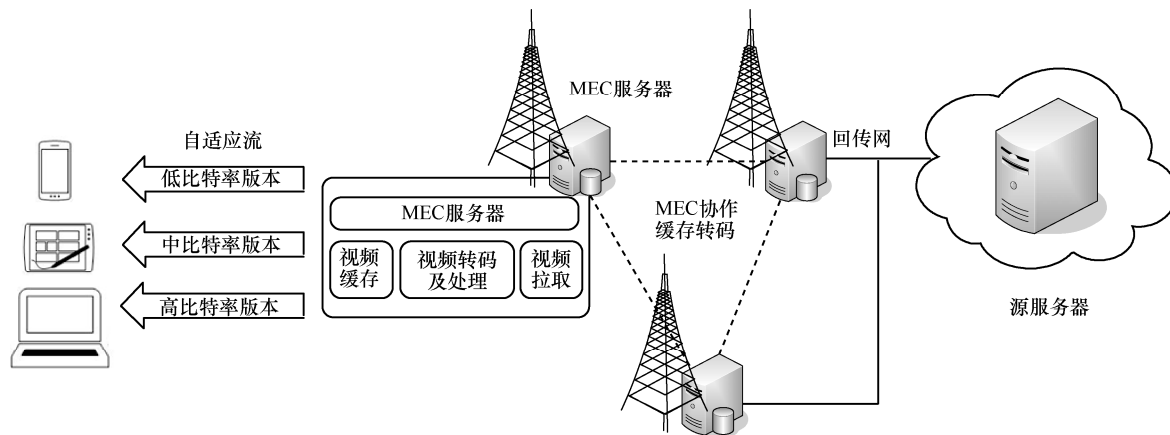 自适应流
低比特率版本
中比特率版本
高比特率版本
MEC服务器
MEC服务器
视频
缓存
视频转码
及处理
视频
拉取
MEC协作
缓存转码
回传网
源服务器